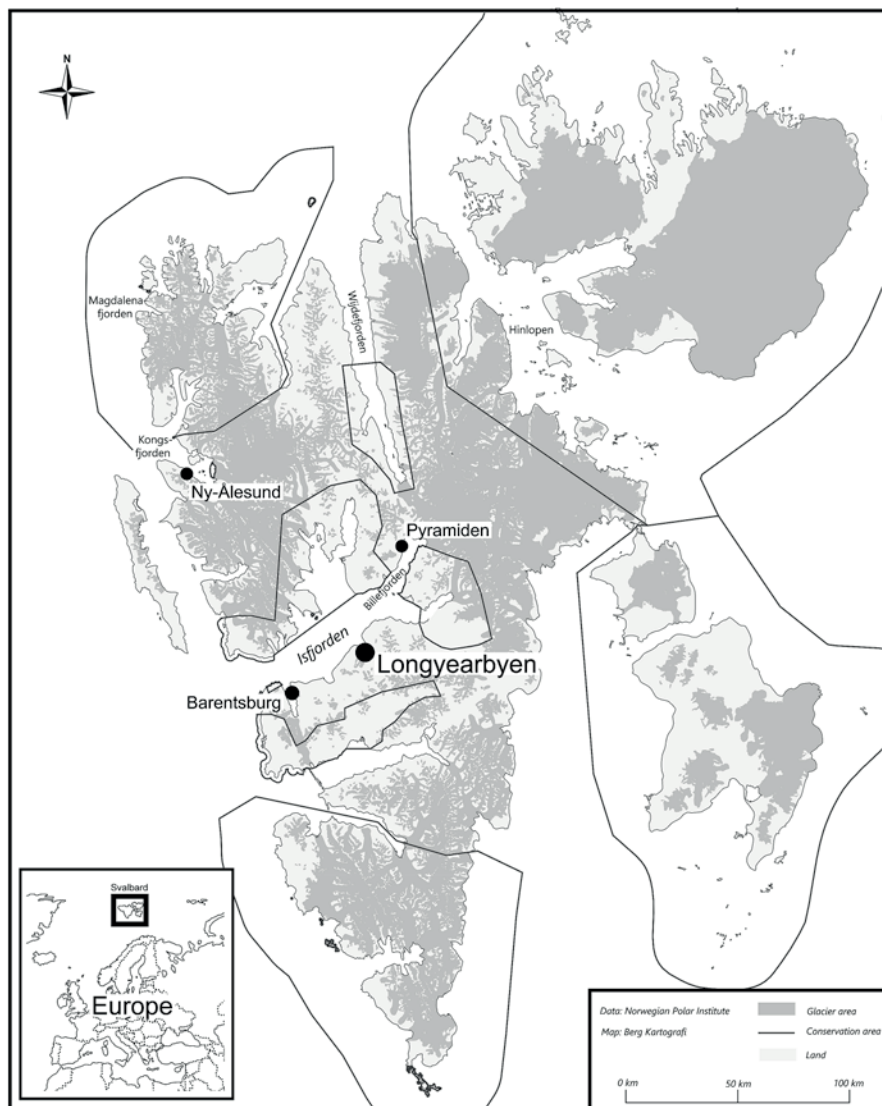 N
Magdalena
fjorden
Wijdefjorden
Hinlopen
Kongs-
fjorden
Ny-Ålesund
Pyramiden
Billefjorden
Isfjorden
Longyearbyen
Barentsburg
Svalbard
Europe
Data: Norwegian Polar Institute
Map: Berg Kartografi
Glacier area
Conservation area
Land
0 km
50 km
100 km